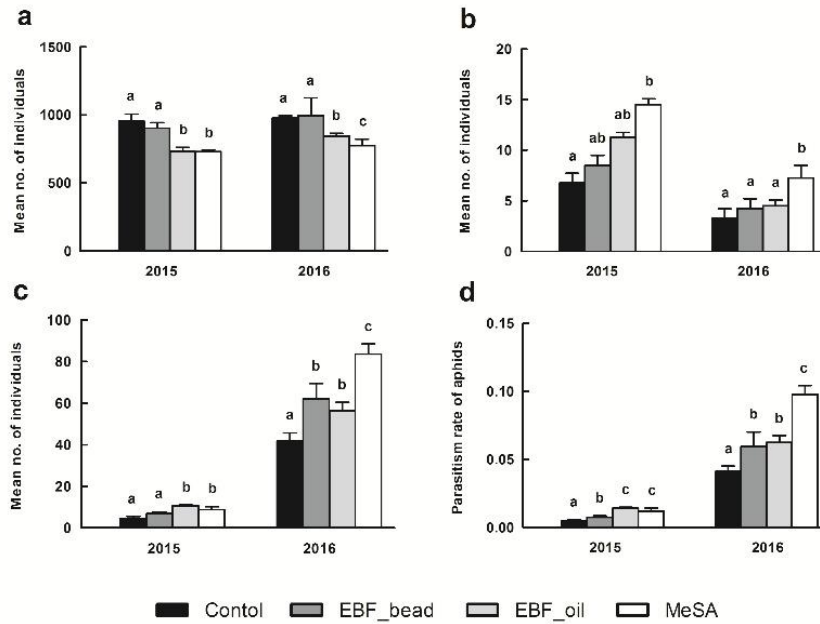 a
1500
1000
500
0
Mean no. of individuals
a a b b
a a b c
2015 2016
b
20
15
10
5
0
Mean no. of individuals
a ab ab b
a a a b
2015 2016
c
100
80
60
40
20
0
Mean no. of individuals
a a b b
a b b c
2015 2016
d
0.15
0.10
0.05
0.00
Parasitism rate of aphids
a b c c
a b b c
2015 2016
Contol EBF_bead EBF_oil MeSA